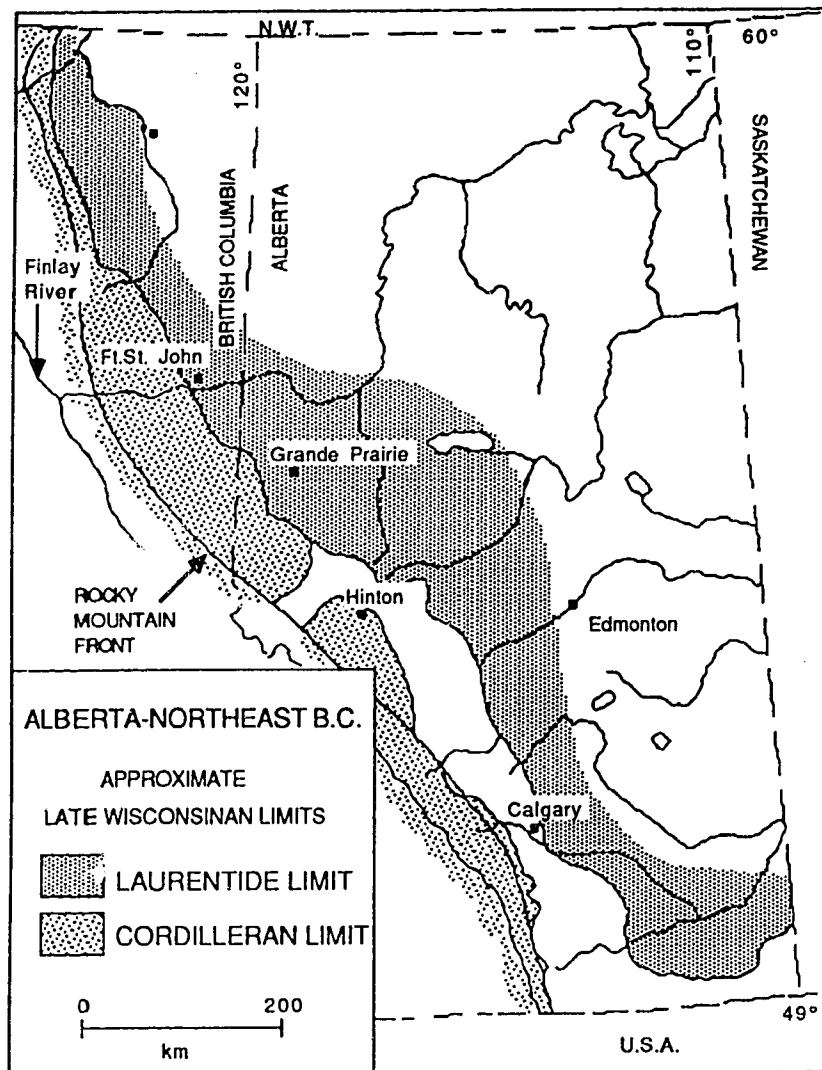 N.W.T.
60°
120°
110°
SASKATCHEWAN
BRITISH COLUMBIA
ALBERTA
Finlay
River
Ft.St. John
Grande Prairie
ROCKY
MOUNTAIN
FRONT
Hinton
Edmonton
Calgary
ALBERTA-NORTHEAST B.C.
APPROXIMATE
LATE WISCONSINAN LIMITS
LAURENTIDE LIMIT
CORDILLERAN LIMIT
0 200
km
49°
U.S.A.